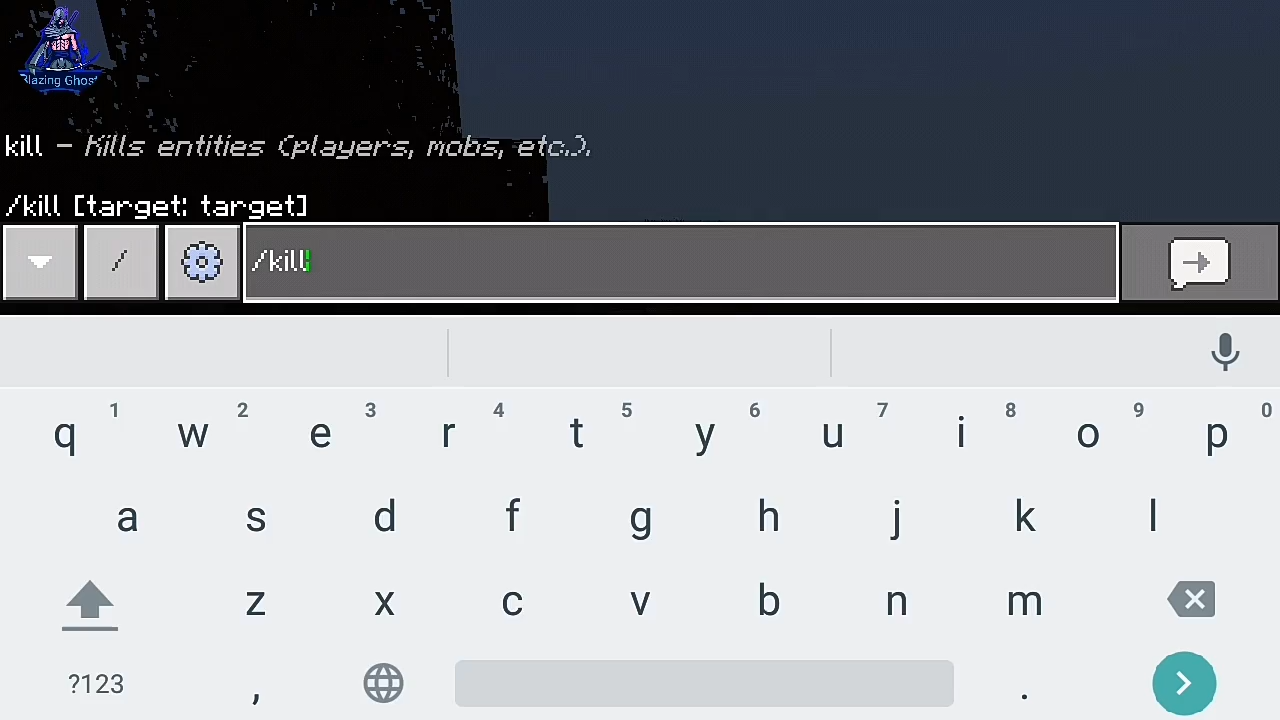 Blazing Ghost
kill - Kills entities (players, mobs, etc.).
/kill [target: target]
/
/kill
1 2 3 4 5 6 7 8 9 0
q w e r t y u i o p
a s d f g h j k l
z x c v b n m
?123 , .